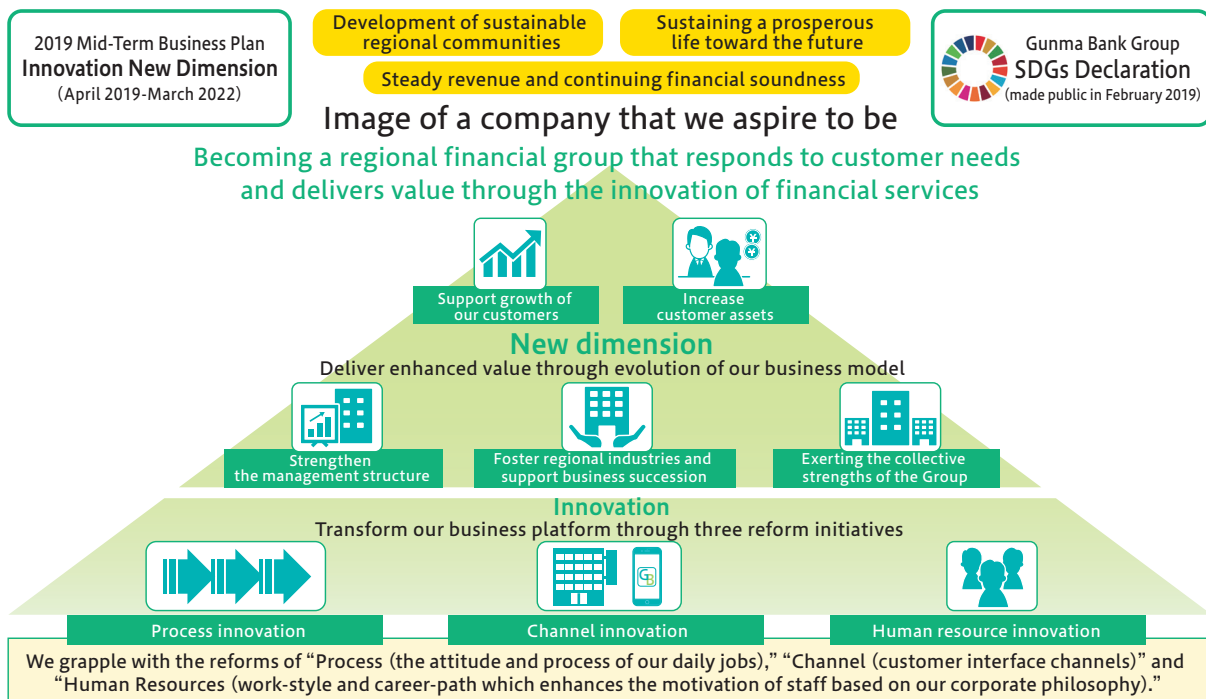 2019 Mid-Term Business Plan
Innovation New Dimension
(April 2019-March 2022)
Development of sustainable
regional communities
Sustaining a prosperous
life toward the future
Steady revenue and continuing financial soundness
Gunma Bank Group
SDGs Declaration
(made public in February 2019)
Image of a company that we aspire to be
Becoming a regional financial group that responds to customer needs
and delivers value through the innovation of financial services
¥
¥
Support growth of
our customers
Increase
customer assets
New dimension
Deliver enhanced value through evolution of our business model
Strengthen
the management structure
Foster regional industries and
support business succession
Exerting the collective
strengths of the Group
Innovation
Transform our business platform through three reform initiatives
GB
Process innovation
Channel innovation
Human resource innovation
We grapple with the reforms of “Process (the attitude and process of our daily jobs),” “Channel (customer interface channels)” and
“Human Resources (work-style and career-path which enhances the motivation of staff based on our corporate philosophy).”